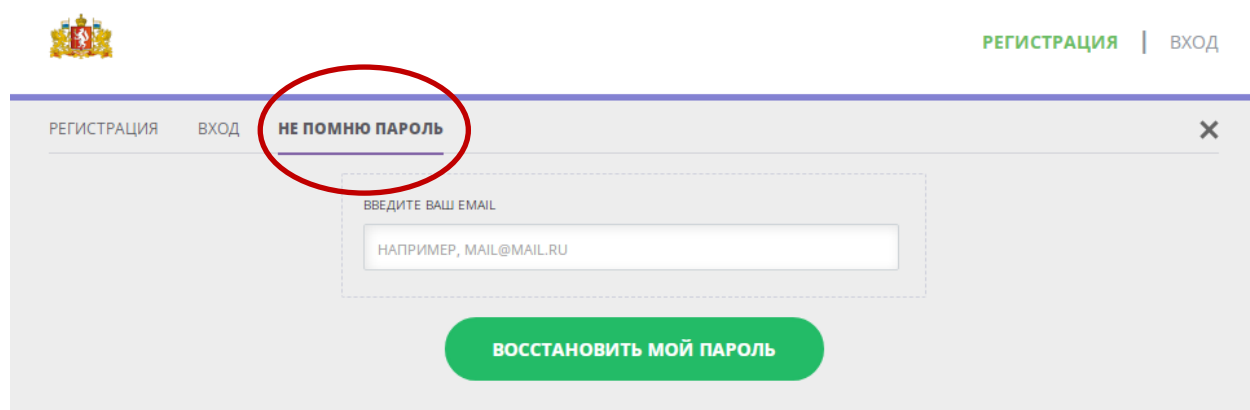 РЕГИСТРАЦИЯ | ВХОД
РЕГИСТРАЦИЯ ВХОД НЕ ПОМНЮ ПАРОЛЬ ×
ВВЕДИТЕ ВАШ EMAIL
НАПРИМЕР, MAIL@MAIL.RU
ВОССТАНОВИТЬ МОЙ ПАРОЛЬ